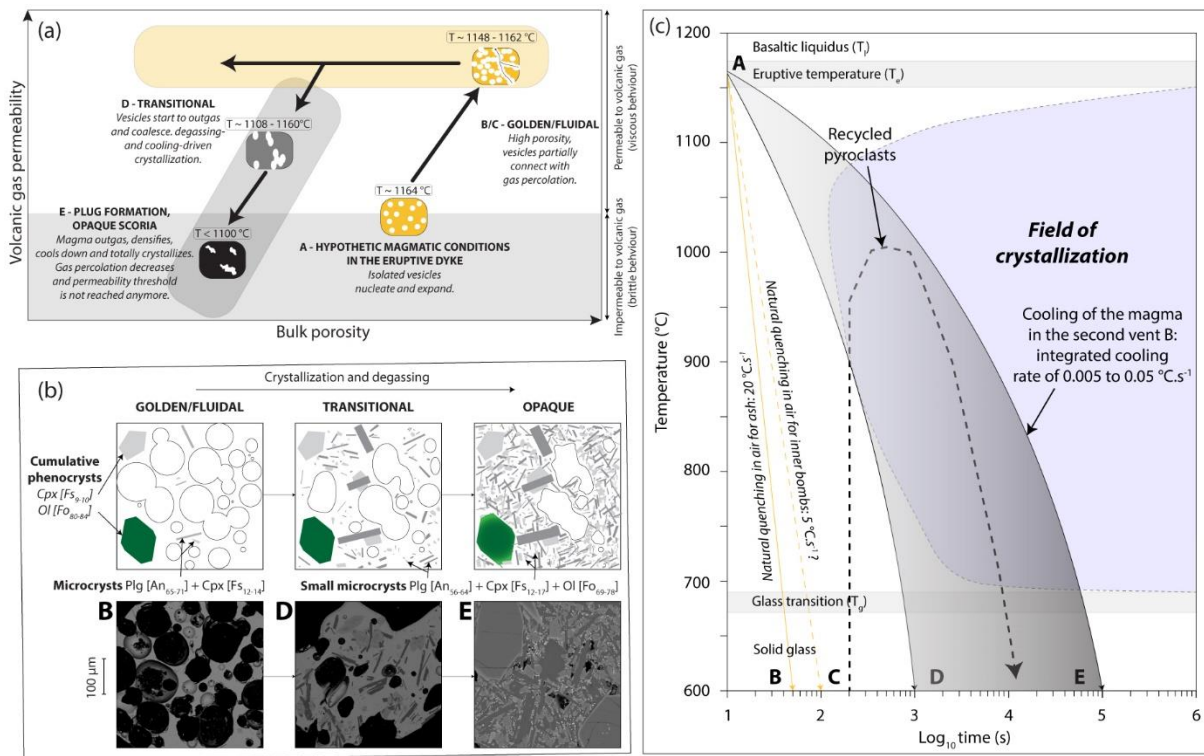 (a)
Volcanic gas permeability
T ~ 1148 - 1162 °C
D - TRANSITIONAL
Vesicles start to outgas
and coalesce. degassing-
and cooling-driven
crystallization.
T ~1108 - 1160°C
B/C - GOLDEN/FLUIDAL
High porosity,
vesicles partially
connect with
gas percolation.
T ~ 1164 °C
E - PLUG FORMATION,
OPAQUE SCORIA
Magma outgas, densifies,
cools down and totally crystallizes.
Gas percolation decreases
and permeability threshold
is not reached anymore.
T < 1100 °C
A - HYPOTHETIC MAGMATIC CONDITIONS
IN THE ERUPTIVE DYKE
Isolated vesicles
nucleate and expand.
Bulk porosity
Permeable to volcanic gas
(viscous behviour)
Impermeable to volcanic gas
(brittle behviour)
(b)
Crystallization and degassing
GOLDEN/FLUIDAL
TRANSITIONAL
OPAQUE
Cumulative
phenocrysts
Cpx [Fs9-10]
Ol [Fo80-84]
Microcrysts Plg [An65-71] + Cpx [Fs12-14]
Small microcrysts Plg [An56-64] + Cpx [Fs12-17] + Ol [Fo69-78]
B
D
E
100 µm
(c)
Temperature (°C)
1200
1100
1000
900
800
700
600
Basaltic liquidus (Tl)
A
Eruptive temperature (Te)
Recycled
pyroclasts
Field of
crystallization
Cooling of the magma
in the second vent B:
integrated cooling
rate of 0.005 to 0.05 °C.s-1
Natural quenching in air for ash: 20 °C.s-1
Natural quenching in air for inner bombs: 5 °C.s-1?
Glass transition (Tg)
Solid glass
B
C
D
E
1
2
3
4
5
6
Log10 time (s)